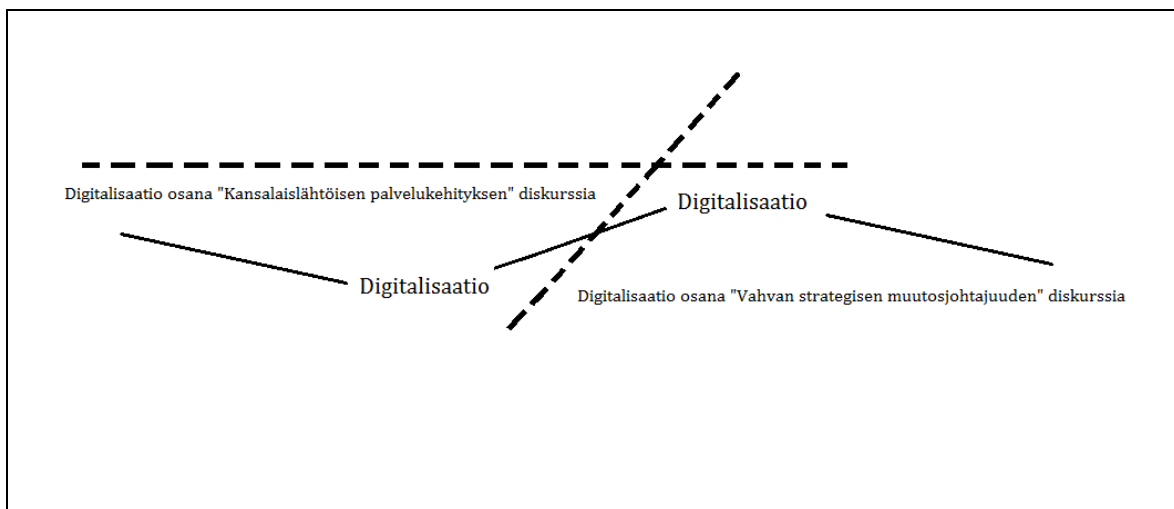 Digitalisaatio osana "Kansalaislähtöisen palvelukehityksen" diskurssia
Digitalisaatio
Digitalisaatio
Digitalisaatio osana "Vahvan strategisen muutosjohtajuuden" diskurssia